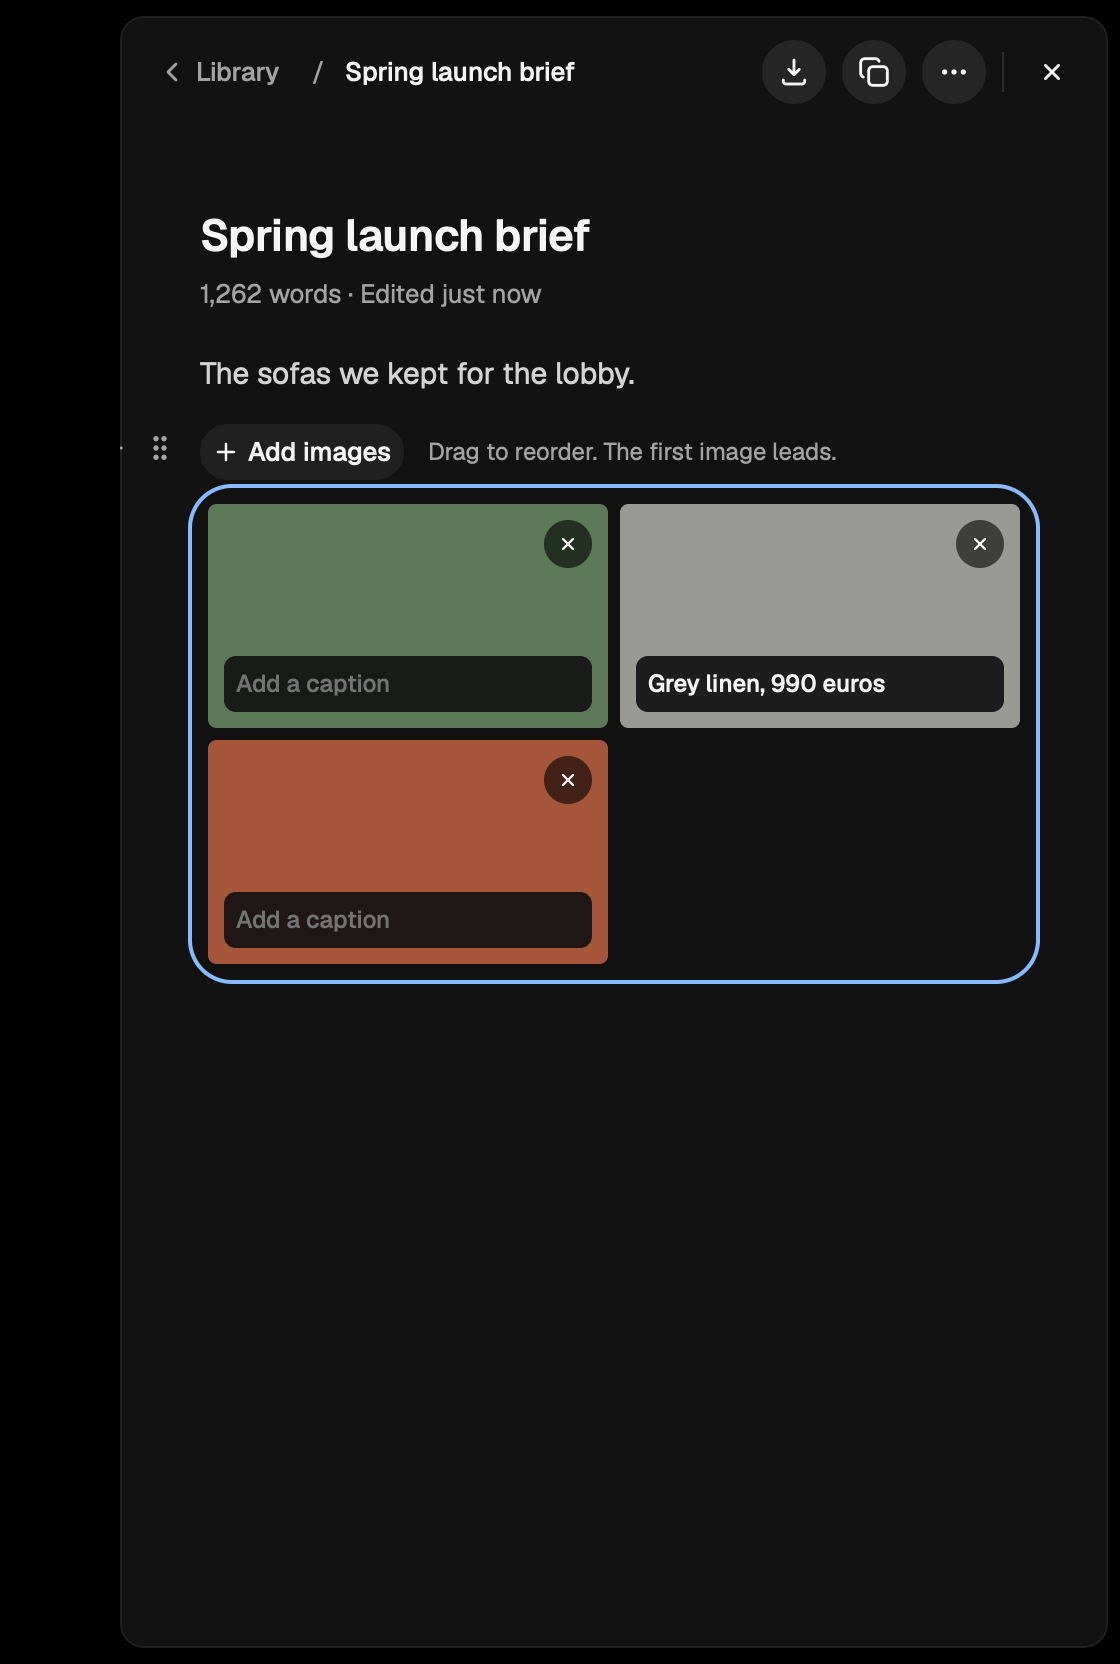 Library / Spring launch brief
Spring launch brief
1,262 words · Edited just now
The sofas we kept for the lobby.
Add images Drag to reorder. The first image leads.
Add a caption Grey linen, 990 euros
Add a caption